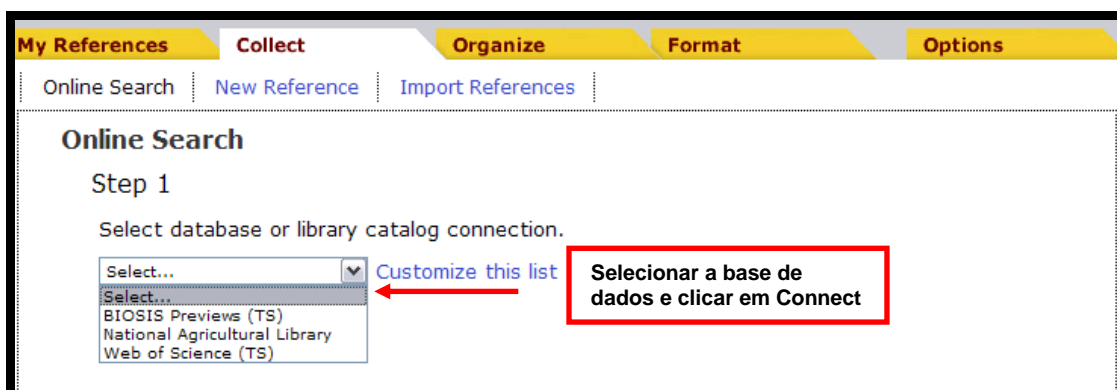 My References Collect Organize Format Options
Online Search New Reference Import References
Online Search
Step 1
Select database or library catalog connection.
Select... Customize this list
Select...
BIOSIS Previews (TS)
National Agricultural Library
Web of Science (TS)
Selecionar a base de
dados e clicar em Connect